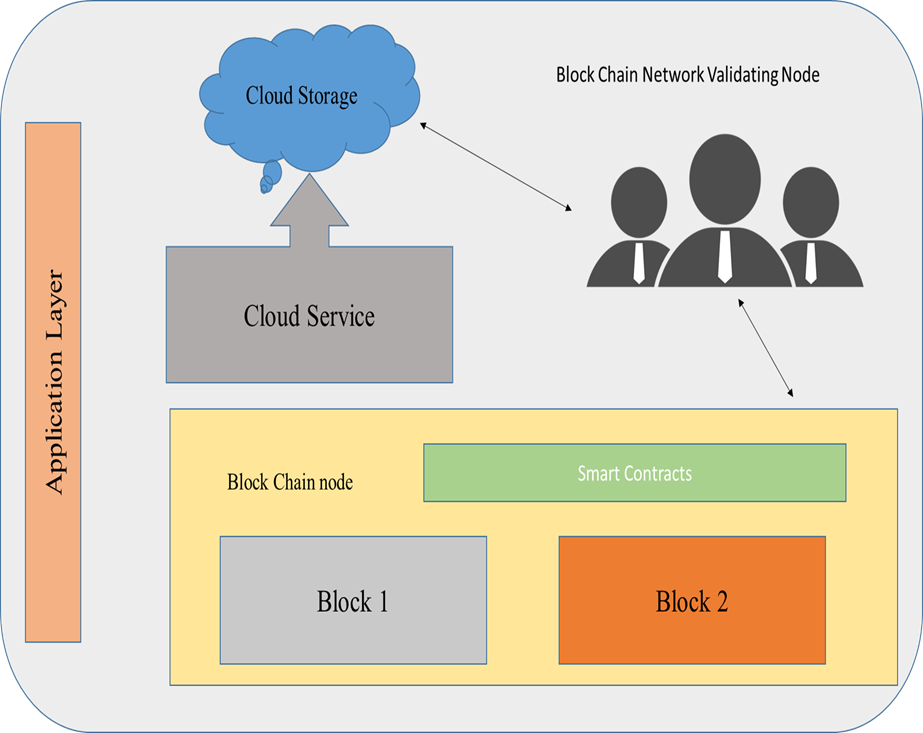 Cloud Storage
Block Chain Network Validating Node
Application Layer
Cloud Service
Block Chain node
Smart Contracts
Block 1
Block 2